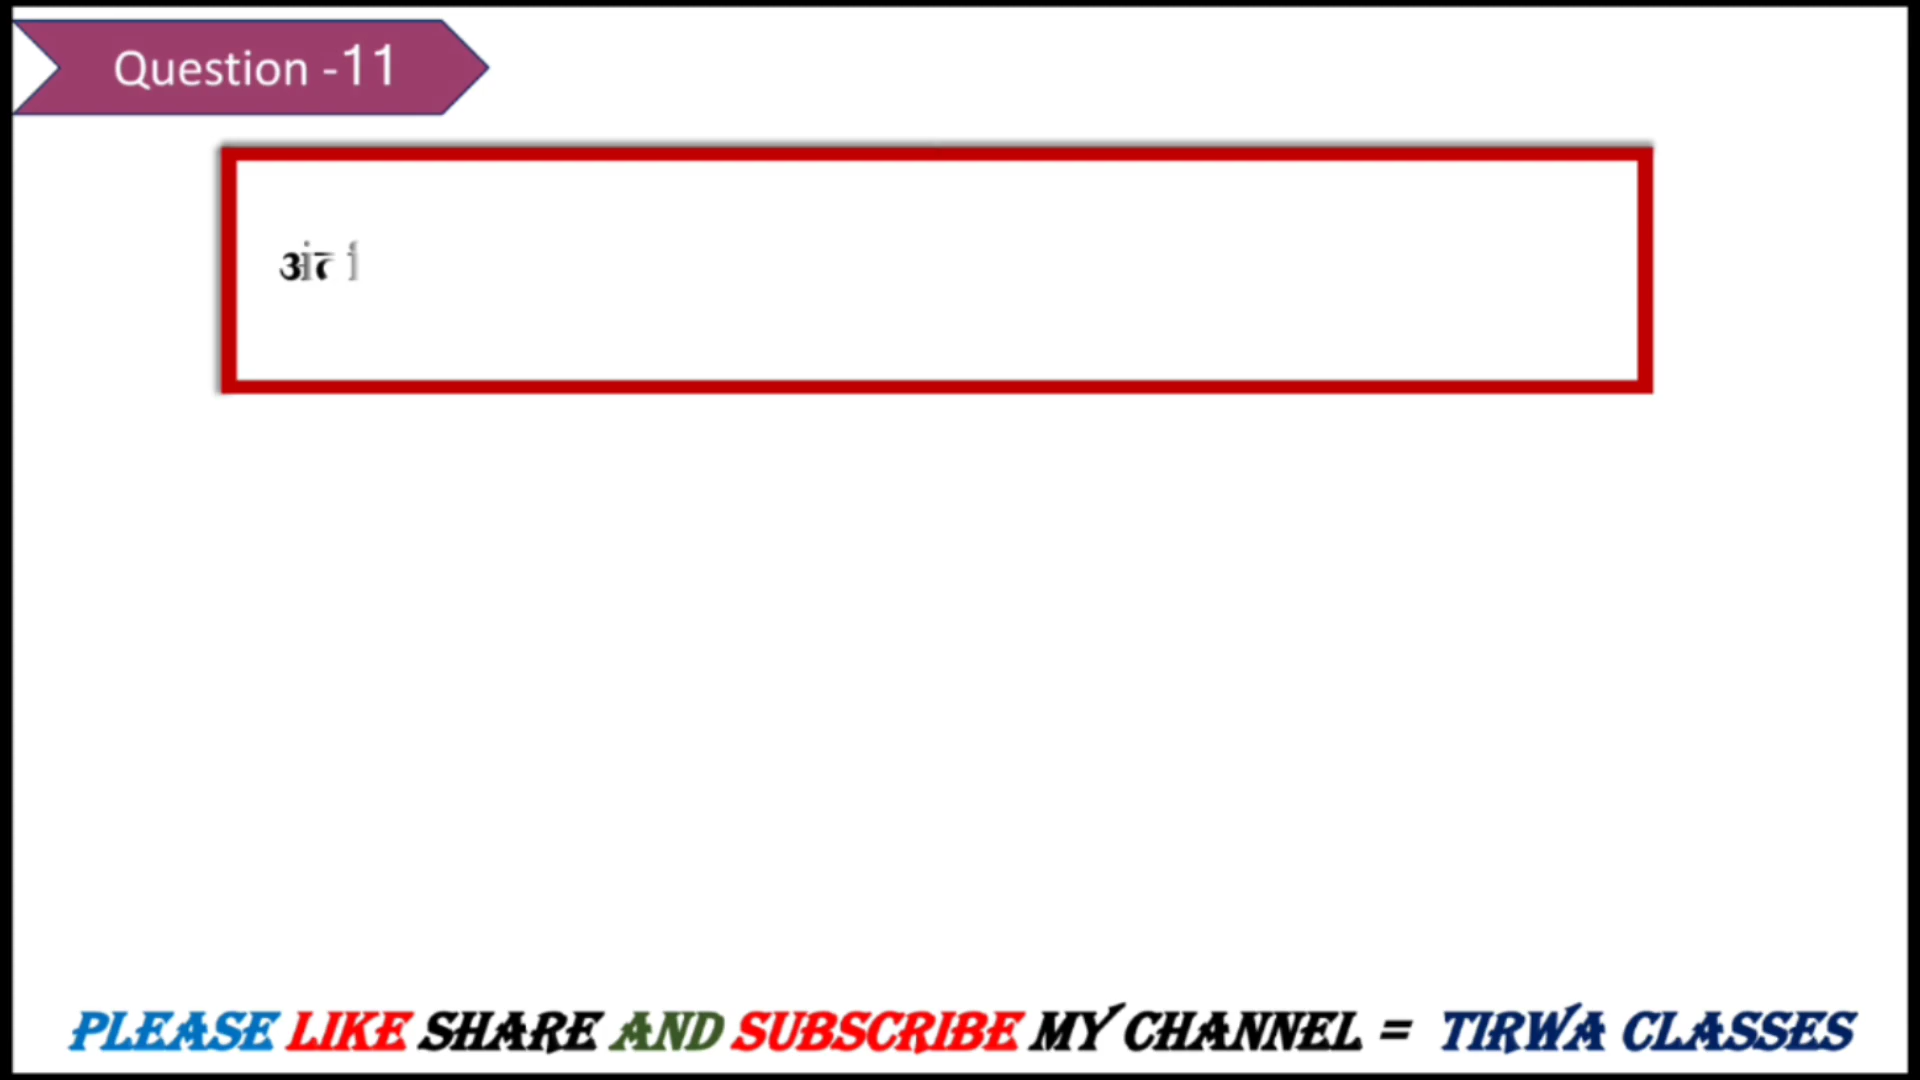 Question -11
PLEASE LIKE SHARE AND SUBSCRIBE MY CHANNEL = TIRWA CLASSES